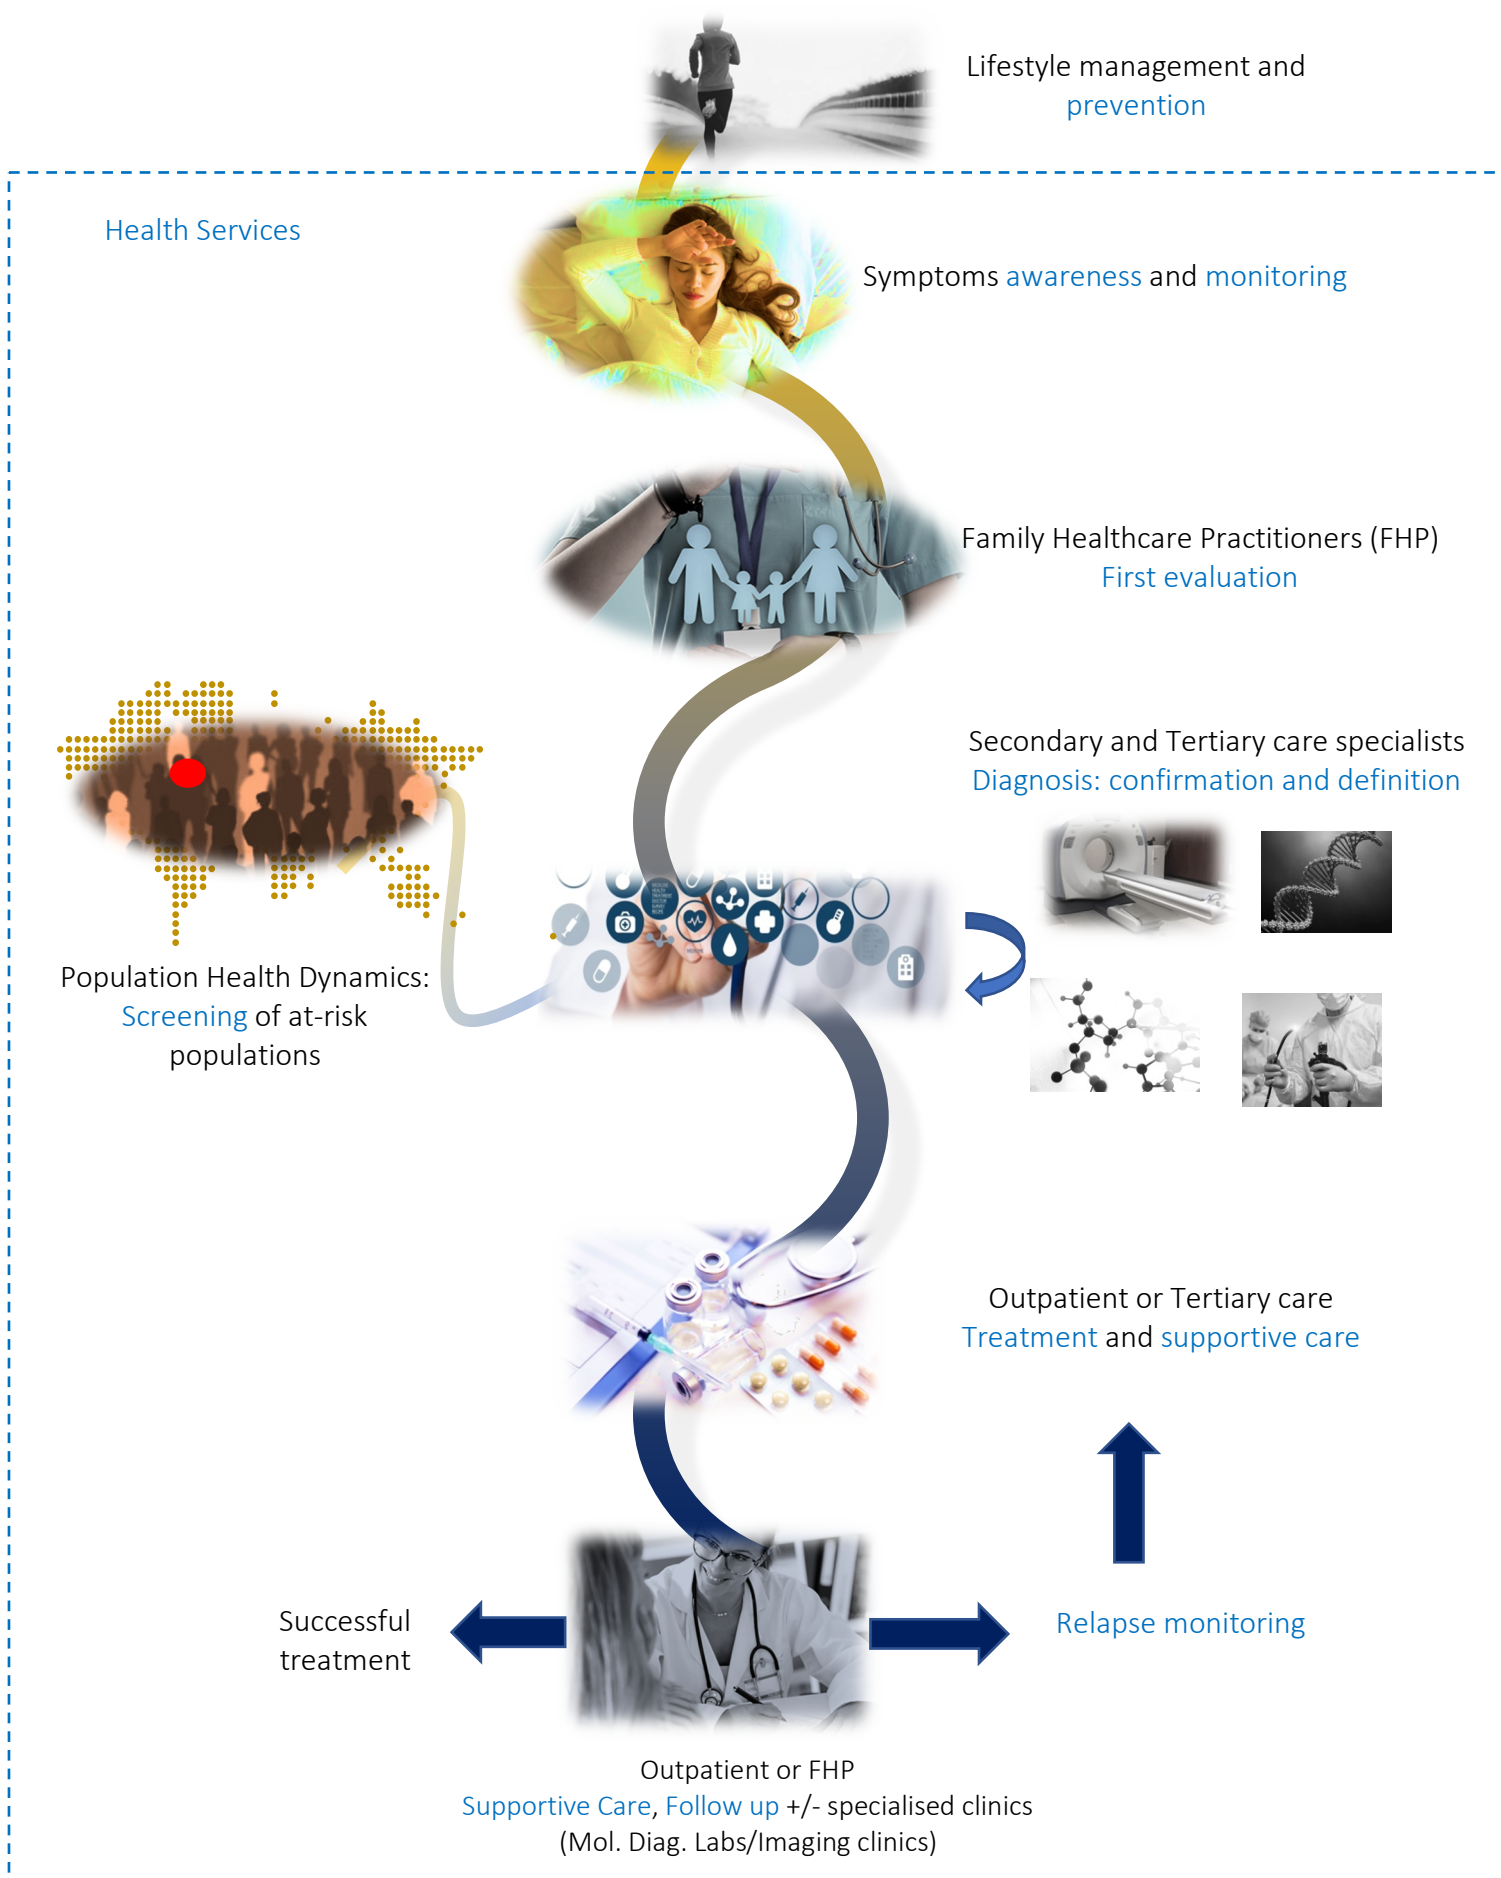 Lifestyle management and
prevention
Health Services
Symptoms awareness and monitoring
Family Healthcare Practitioners (FHP)
First evaluation
Secondary and Tertiary care specialists
Diagnosis: confirmation and definition
Population Health Dynamics:
Screening of at-risk
populations
Outpatient or Tertiary care
Treatment and supportive care
Successful
treatment
Relapse monitoring
Outpatient or FHP
Supportive Care, Follow up +/- specialised clinics
(Mol. Diag. Labs/Imaging clinics)